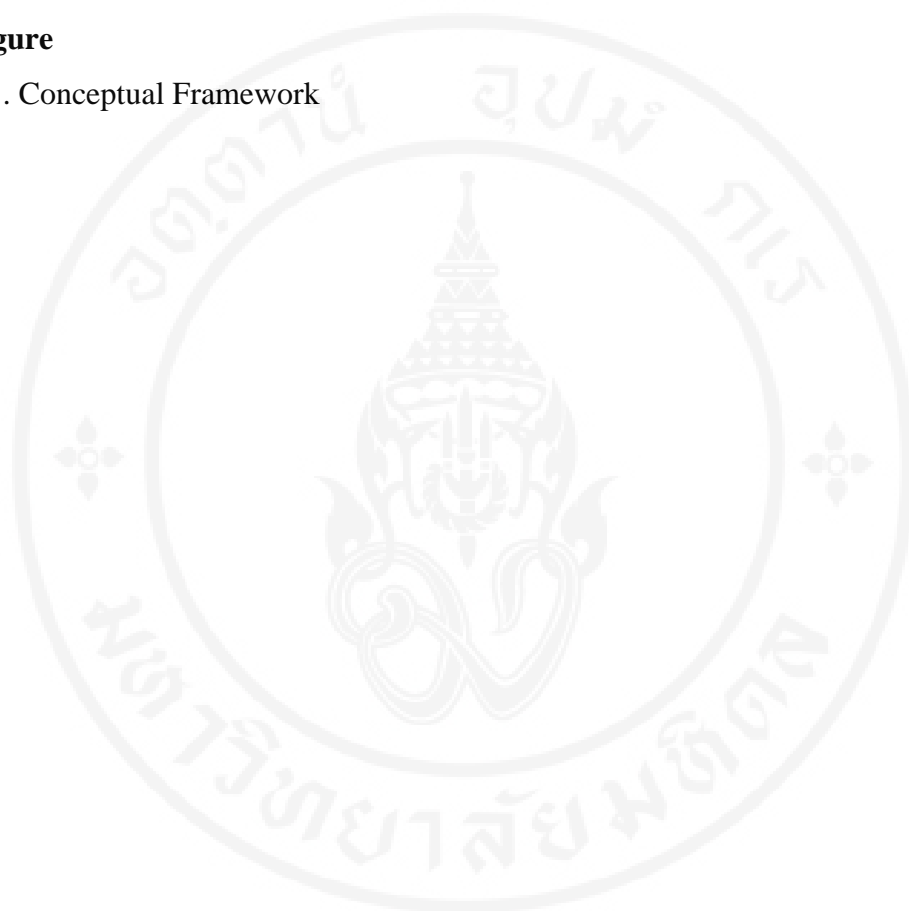 gure
. Conceptual Framework
อตฺตานํ อุปมํ กเร
มหาวิทยาลัยมหิดล